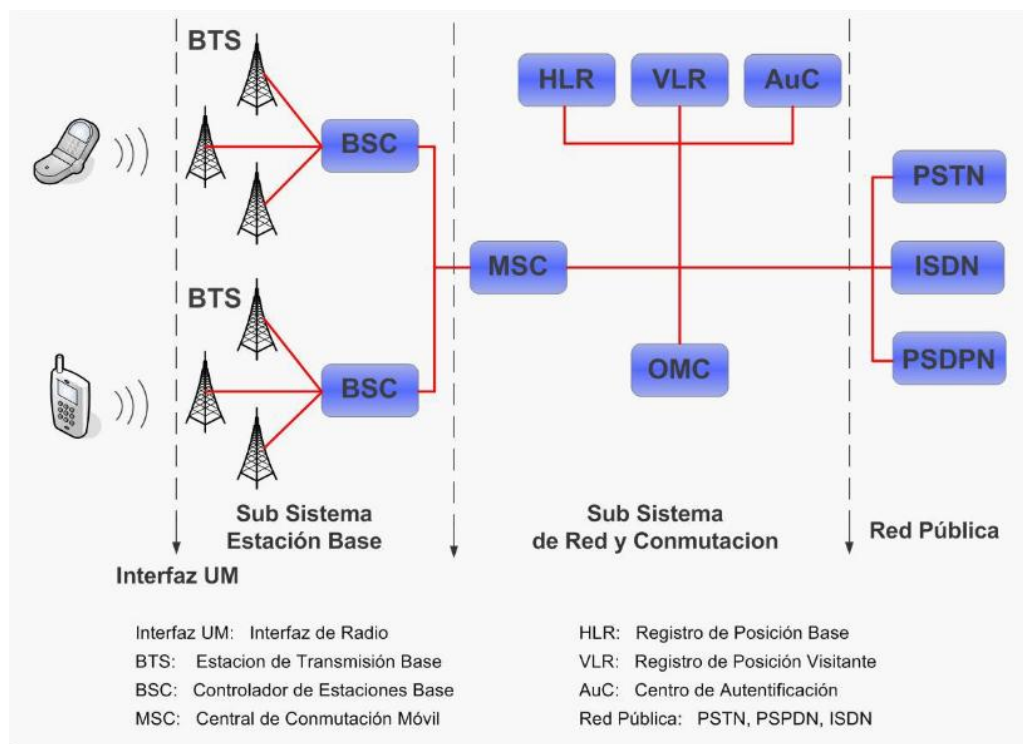 BTS
HLR
VLR
AuC
BSC
PSTN
MSC
ISDN
BTS
OMC
PSDPN
BSC
Sub Sistema
Estación Base
Sub Sistema
de Red y Conmutacion
Red Pública
Interfaz UM
Interfaz UM: Interfaz de Radio
BTS: Estacion de Transmisión Base
BSC: Controlador de Estaciones Base
MSC: Central de Conmutación Móvil
HLR: Registro de Posición Base
VLR: Registro de Posición Visitante
AuC: Centro de Autentificación
Red Pública: PSTN, PSPDN, ISDN